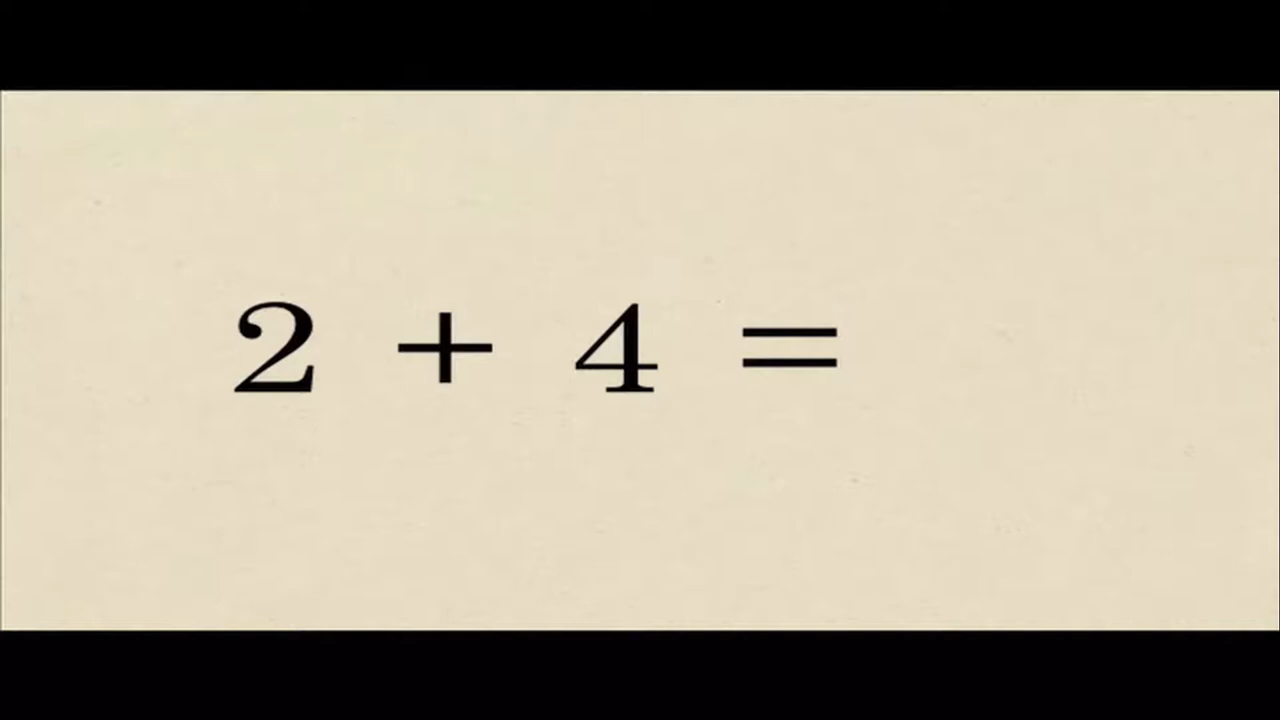 2 + 4 =